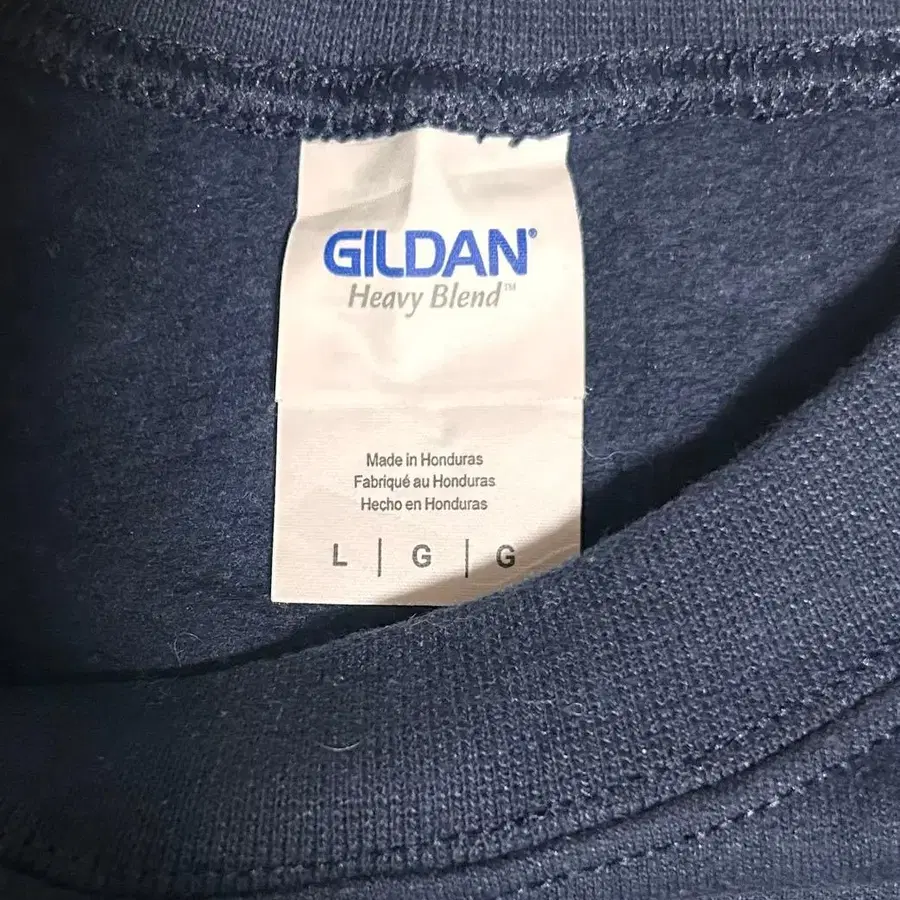 GILDAN®
Heavy Blend™
Made in Honduras
Fabriqué au Honduras
Hecho en Honduras
L | G | G